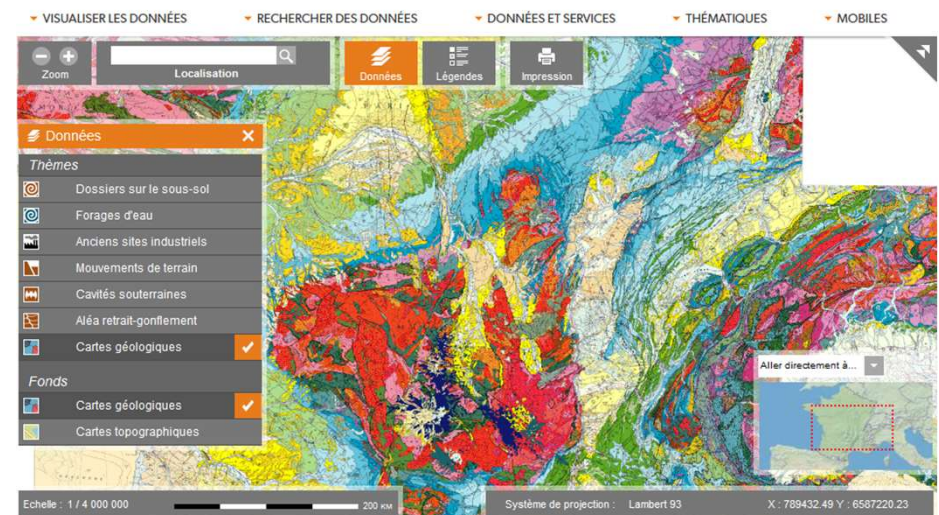 VISUALISER LES DONNÉES
RECHERCHER DES DONNÉES
DONNÉES ET SERVICES
THÉMATIQUES
MOBILES
Zoom
Localisation
Données
Légendes
Impression
Données
Thèmes
Dossiers sur le sous-sol
Forages d'eau
Anciens sites industriels
Mouvements de terrain
Cavités souterraines
Aléa retrait-gonflement
Cartes géologiques
Fonds
Cartes géologiques
Cartes topographiques
Aller directement à...
Echelle : 1 / 4 000 000
200 KM
Système de projection : Lambert 93
X : 789432.49 Y : 6587220.23